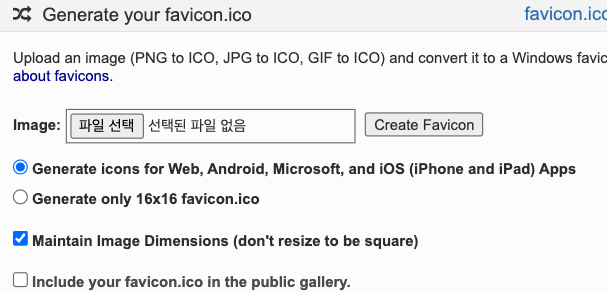 Generate your favicon.ico
favicon.ic
Upload an image (PNG to ICO, JPG to ICO, GIF to ICO) and convert it to a Windows favic
about favicons.
Image: 파일 선택 선택된 파일 없음 Create Favicon
Generate icons for Web, Android, Microsoft, and iOS (iPhone and iPad) Apps
Generate only 16x16 favicon.ico
Maintain Image Dimensions (don't resize to be square)
Include your favicon.ico in the public gallery.